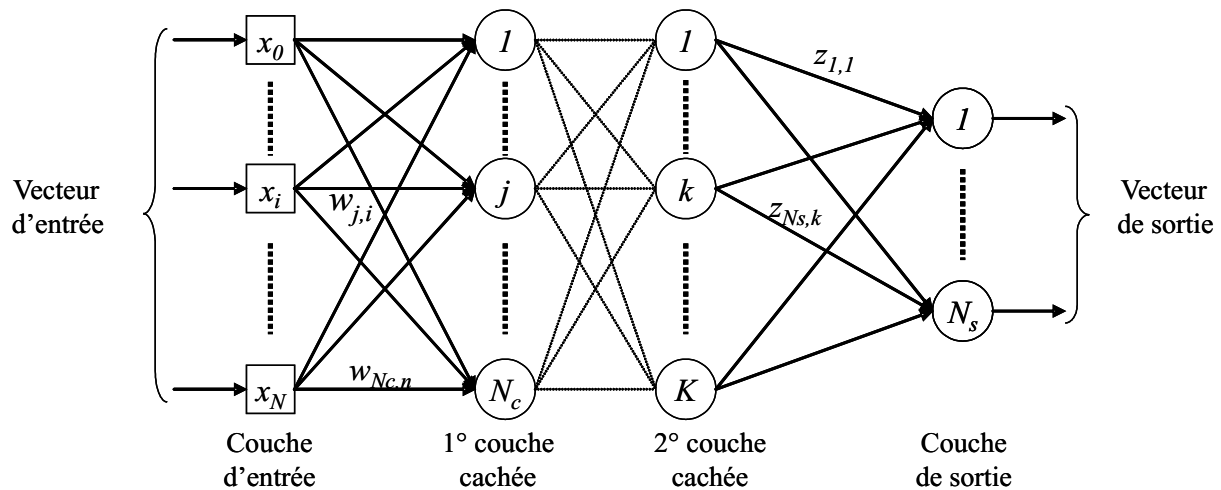 x0 1 1
z1,1
1
Vecteur
d’entrée
xi
wj,i
j k
zNs,k
Vecteur
de sortie
Ns
xN
wNc,n
Nc K
Couche
d’entrée
1° couche
cachée
2° couche
cachée
Couche
de sortie